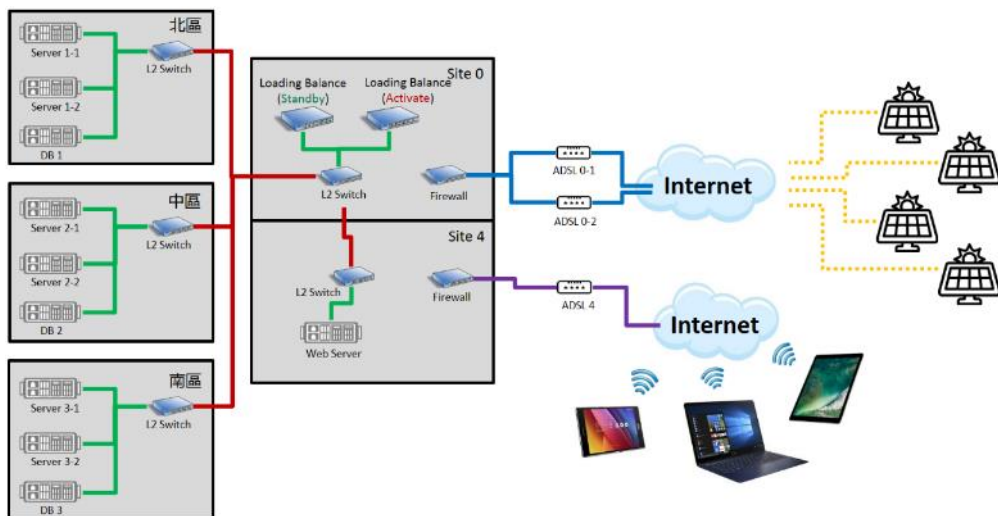 北區
Server 1-1
L2 Switch
Server 1-2
DB 1
中區
Server 2-1
L2 Switch
Server 2-2
DB 2
南區
Server 3-1
L2 Switch
Server 3-2
DB 3
Site 0
Loading Balance
(Standby)
Loading Balance
(Activate)
L2 Switch
Firewall
Site 4
L2 Switch
Firewall
Web Server
ADSL 0-1
ADSL 0-2
Internet
ADSL 4
Internet